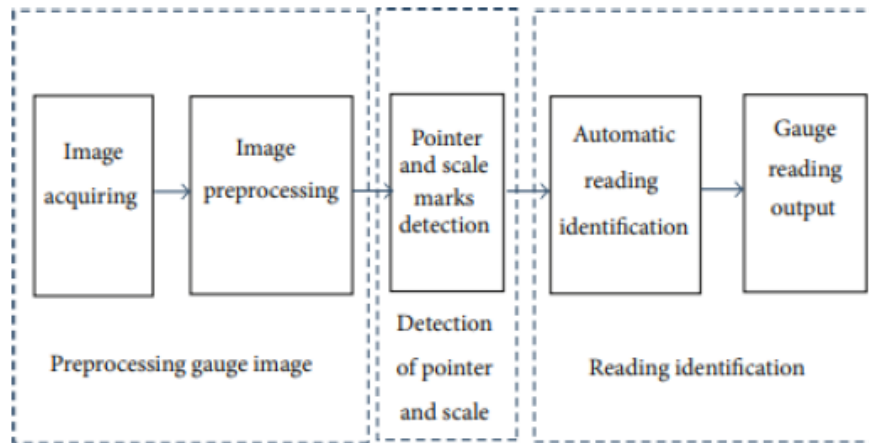 Image
acquiring
Image
preprocessing
Pointer
and scale
marks
detection
Automatic
reading
identification
Gauge
reading
output
Preprocessing gauge image
Detection
of pointer
and scale
Reading identification